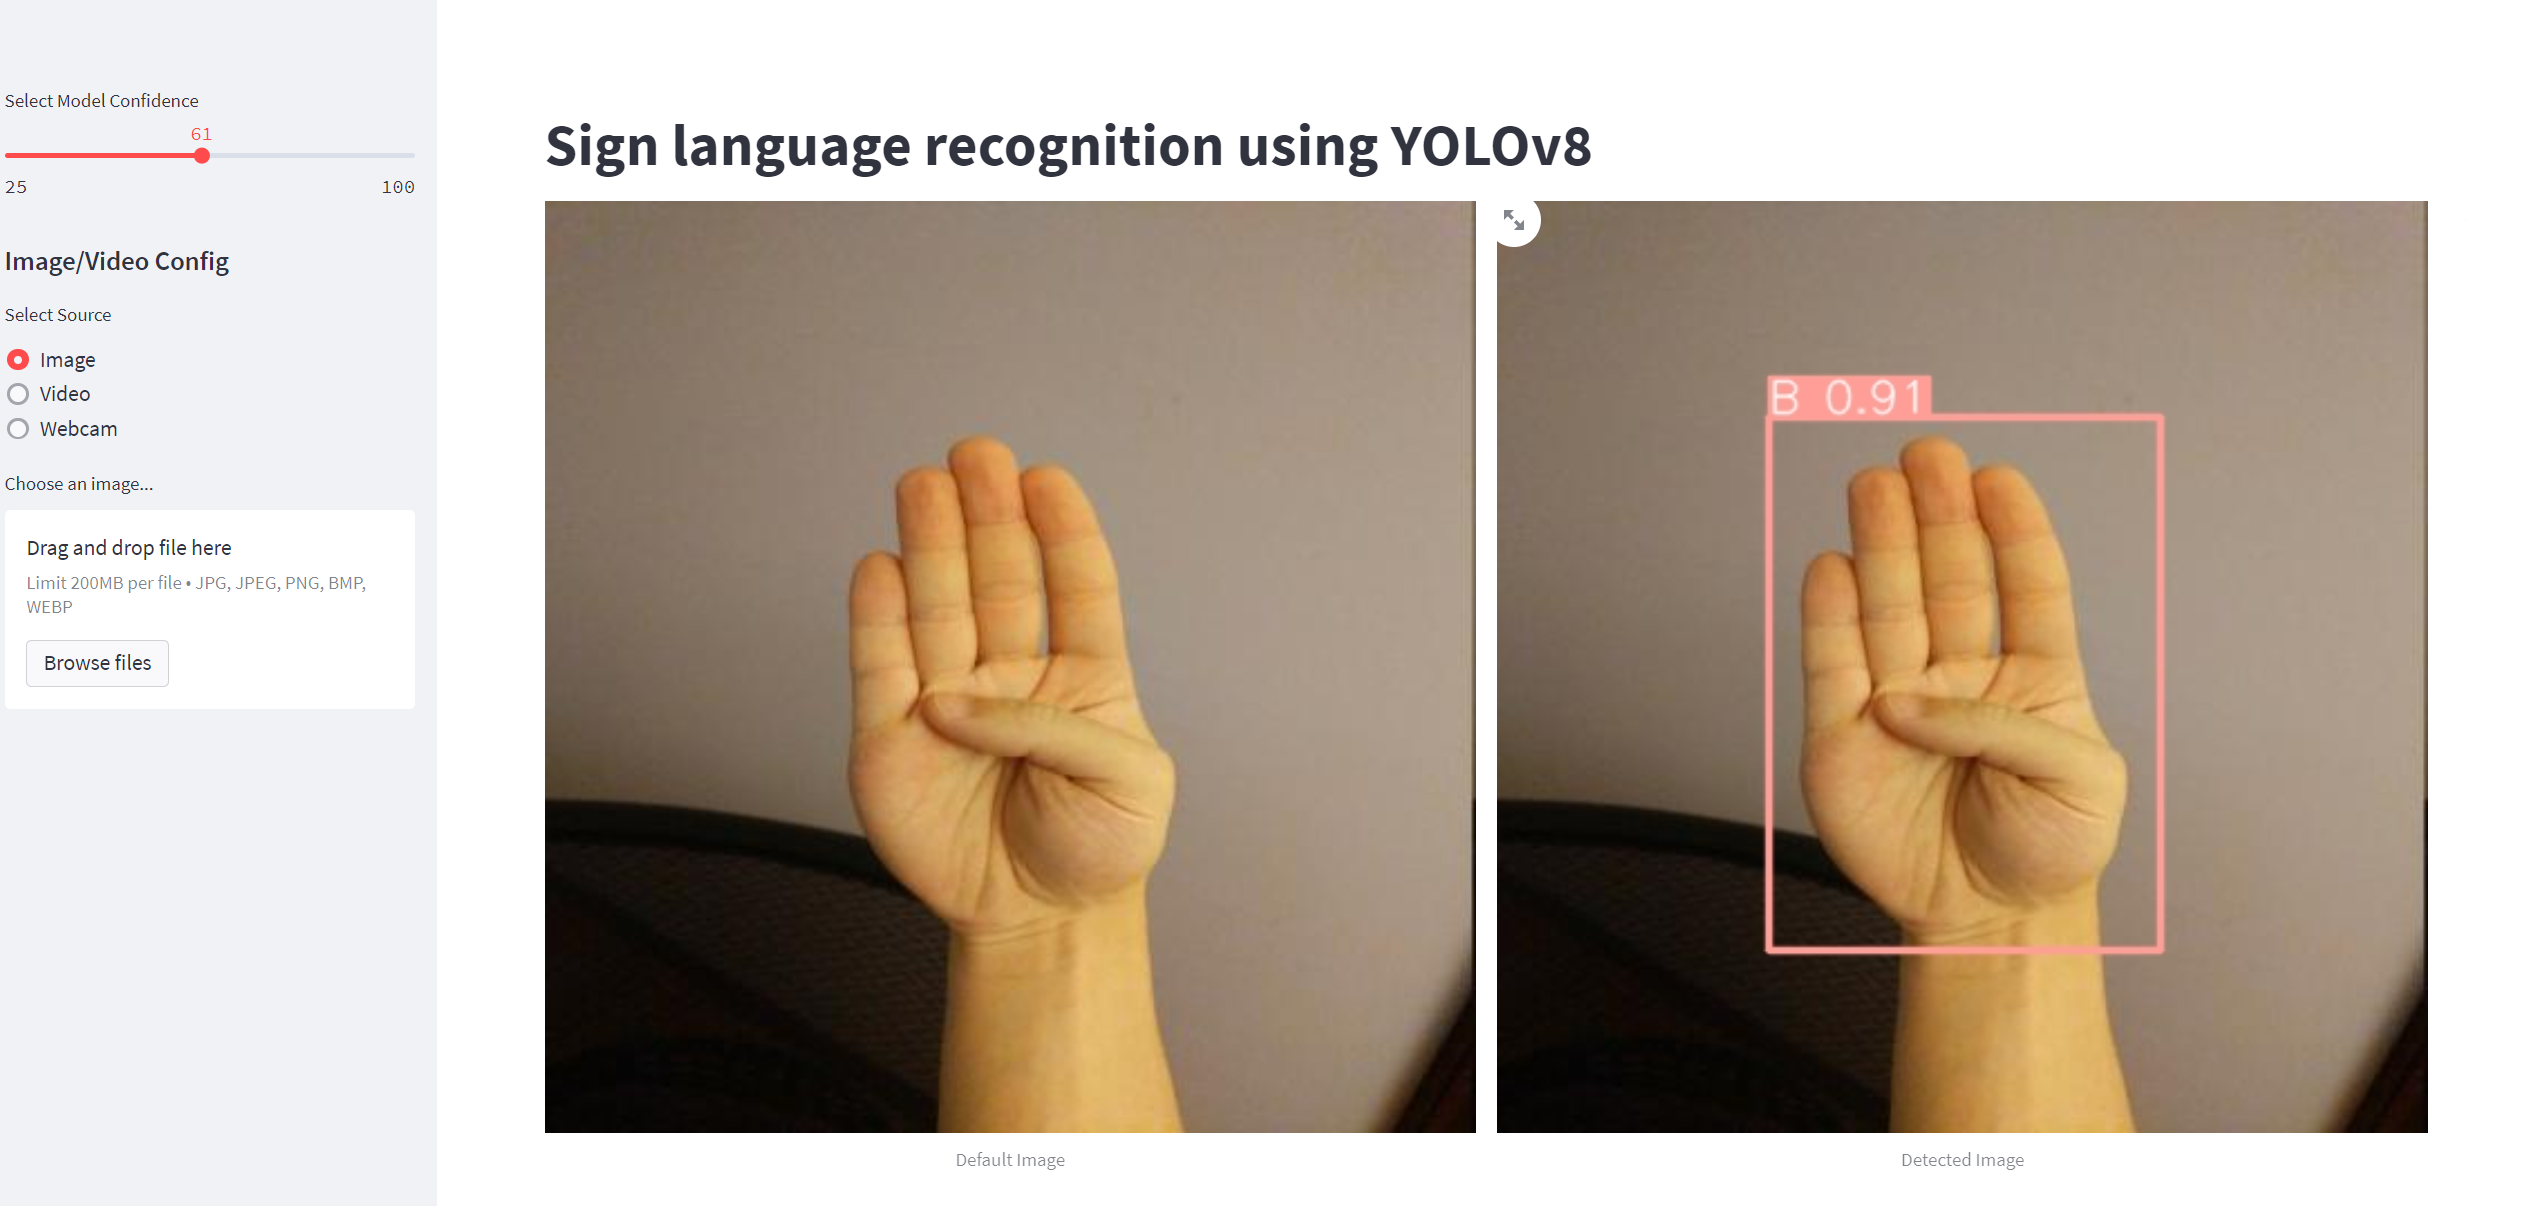 Select Model Confidence
61
25
100
Image/Video Config
Select Source
Image
Video
Webcam
Choose an image...
Drag and drop file here
Limit 200MB per file • JPG, JPEG, PNG, BMP,
WEBP
Browse files
Sign language recognition using YOLOv8
B 0.91
Default Image
Detected Image